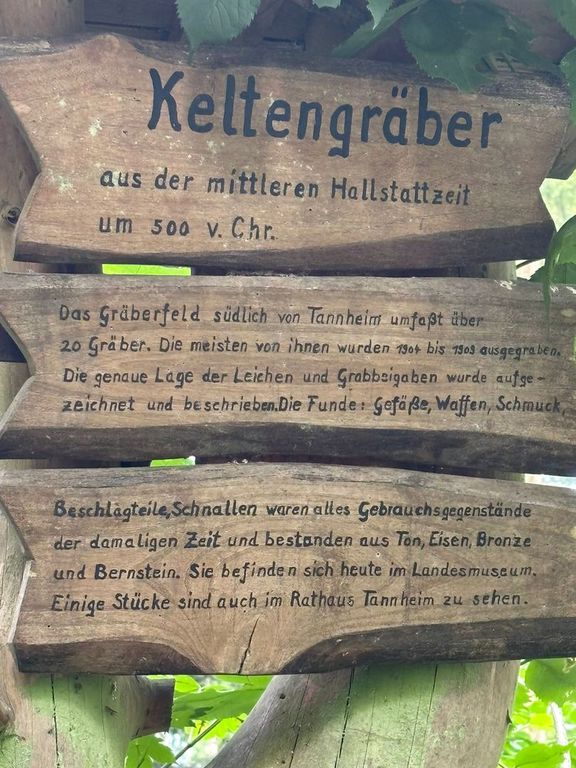 Keltengräber
aus der mittleren Hallstattzeit
um 500 v. Chr.
Das Gräberfeld südlich von Tannheim umfaßt über
20 Gräber. Die meisten von ihnen wurden 1904 bis 1909 ausgegraben.
Die genaue Lage der Leichen und Grabbeigaben wurde aufge-
zeichnet und beschrieben. Die Funde: Gefäße, Waffen, Schmuck,
Beschlagteile, Schnallen waren alles Gebrauchsgegenstände
der damaligen Zeit und bestanden aus Ton, Eisen, Bronze
und Bernstein. Sie befinden sich heute im Landesmuseum.
Einige Stücke sind auch im Rathaus Tannheim zu sehen.